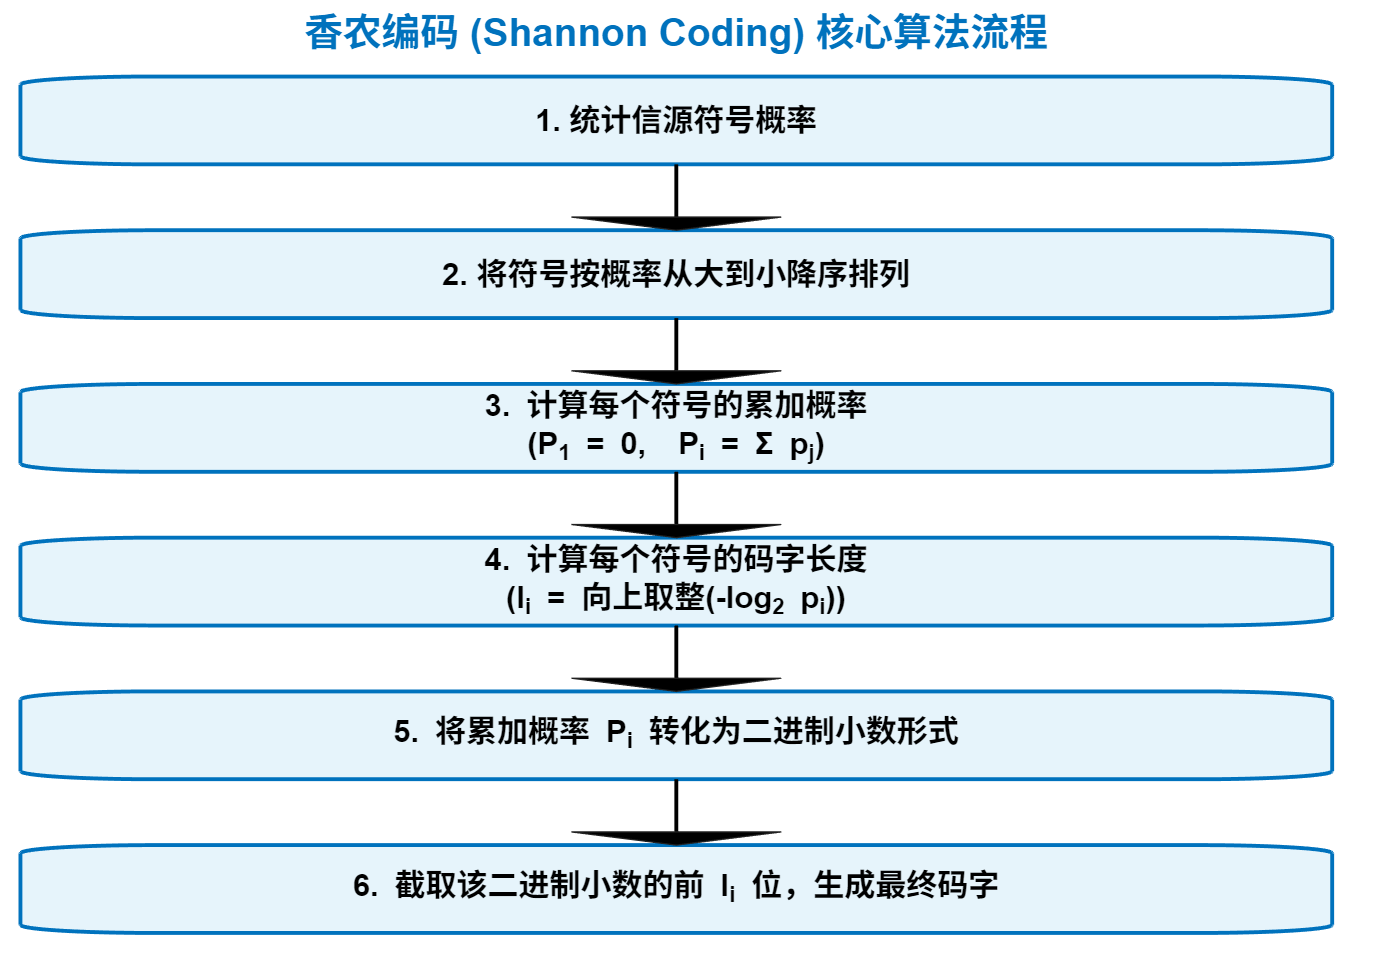 香农编码 (Shannon Coding) 核心算法流程
1. 统计信源符号概率
2. 将符号按概率从大到小降序排列
3. 计算每个符号的累加概率
(P₁ = 0, Pᵢ = Σ pⱼ)
4. 计算每个符号的码字长度
(lᵢ = 向上取整(-log₂ pᵢ))
5. 将累加概率 Pᵢ 转化为二进制小数形式
6. 截取该二进制小数的前 lᵢ 位，生成最终码字